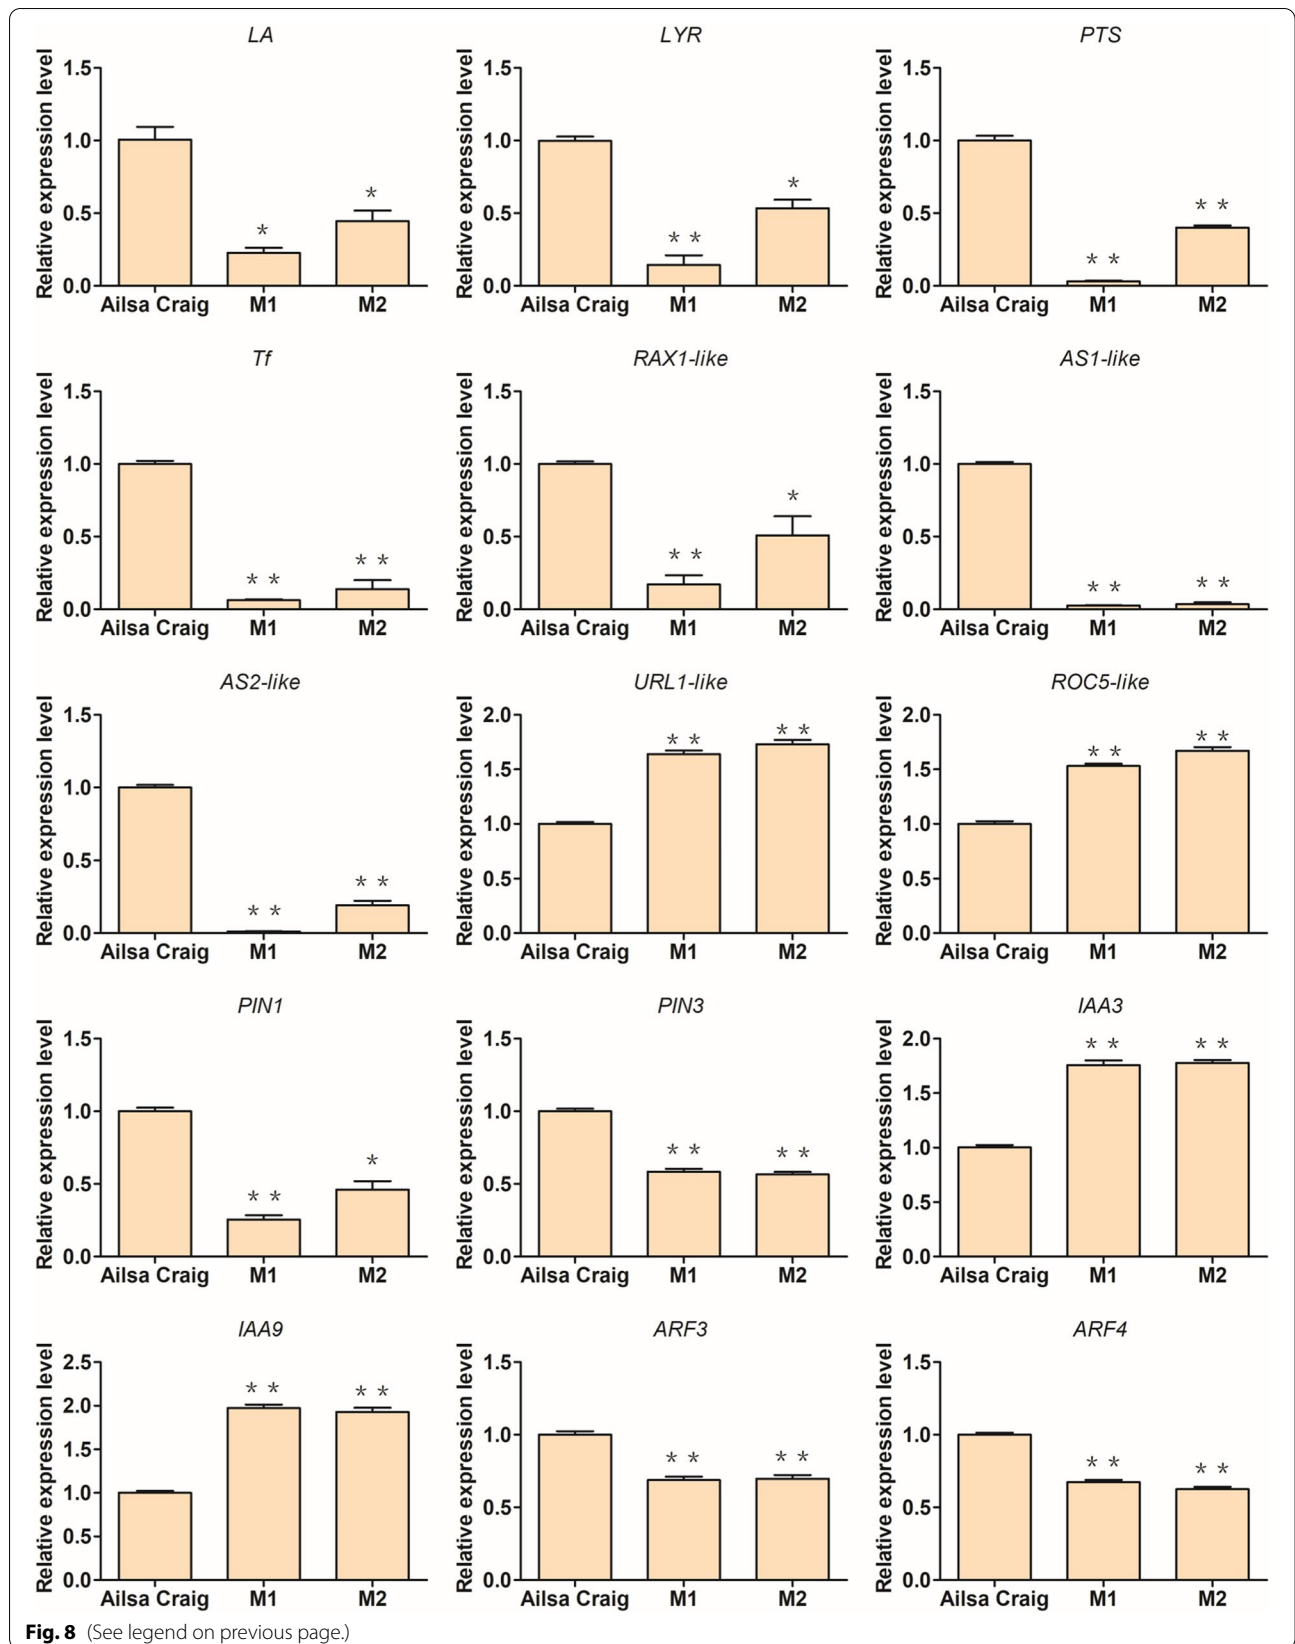 LA
LYR
PTS
Relative expression level
1.5
1.0
0.5
0.0
* * *
Ailsa Craig M1 M2
Relative expression level
1.5
1.0
0.5
0.0
* * *
Ailsa Craig M1 M2
Relative expression level
1.5
1.0
0.5
0.0
* * * *
Ailsa Craig M1 M2
Tf
RAX1-like
AS1-like
Relative expression level
1.5
1.0
0.5
0.0
* * * *
Ailsa Craig M1 M2
Relative expression level
1.5
1.0
0.5
0.0
* * *
Ailsa Craig M1 M2
Relative expression level
1.5
1.0
0.5
0.0
* * * *
Ailsa Craig M1 M2
AS2-like
URL1-like
ROC5-like
Relative expression level
1.5
1.0
0.5
0.0
* * * *
Ailsa Craig M1 M2
Relative expression level
2.0
1.5
1.0
0.5
0.0
* * * *
Ailsa Craig M1 M2
Relative expression level
2.0
1.5
1.0
0.5
0.0
* * * *
Ailsa Craig M1 M2
PIN1
PIN3
IAA3
Relative expression level
1.5
1.0
0.5
0.0
* * *
Ailsa Craig M1 M2
Relative expression level
1.5
1.0
0.5
0.0
* * * *
Ailsa Craig M1 M2
Relative expression level
2.0
1.5
1.0
0.5
0.0
* * * *
Ailsa Craig M1 M2
IAA9
ARF3
ARF4
Relative expression level
2.5
2.0
1.5
1.0
0.5
0.0
* * * *
Ailsa Craig M1 M2
Relative expression level
1.5
1.0
0.5
0.0
* * * *
Ailsa Craig M1 M2
Relative expression level
1.5
1.0
0.5
0.0
* * * *
Ailsa Craig M1 M2
Fig. 8 (See legend on previous page.)